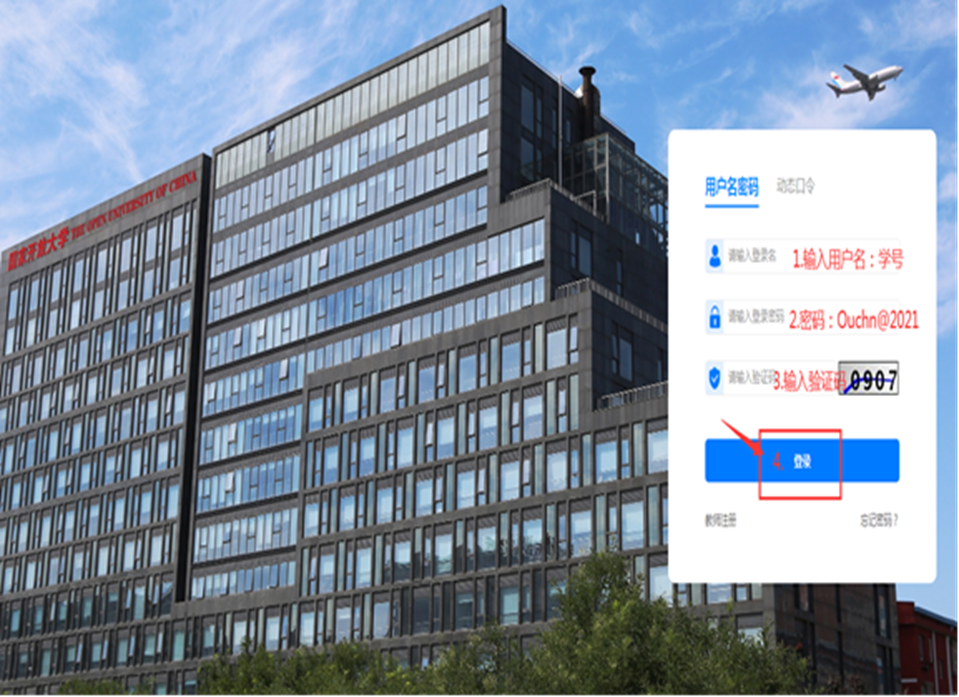 国家开放大学 THE OPEN UNIVERSITY OF CHINA
用户名密码 动态口令
请输入登录名 1.输入用户名：学号
请输入登录密码 2.密码：Ouchn@2021
请输入验证码 3.输入验证码 0907
4. 登录
教师注册 忘记密码？